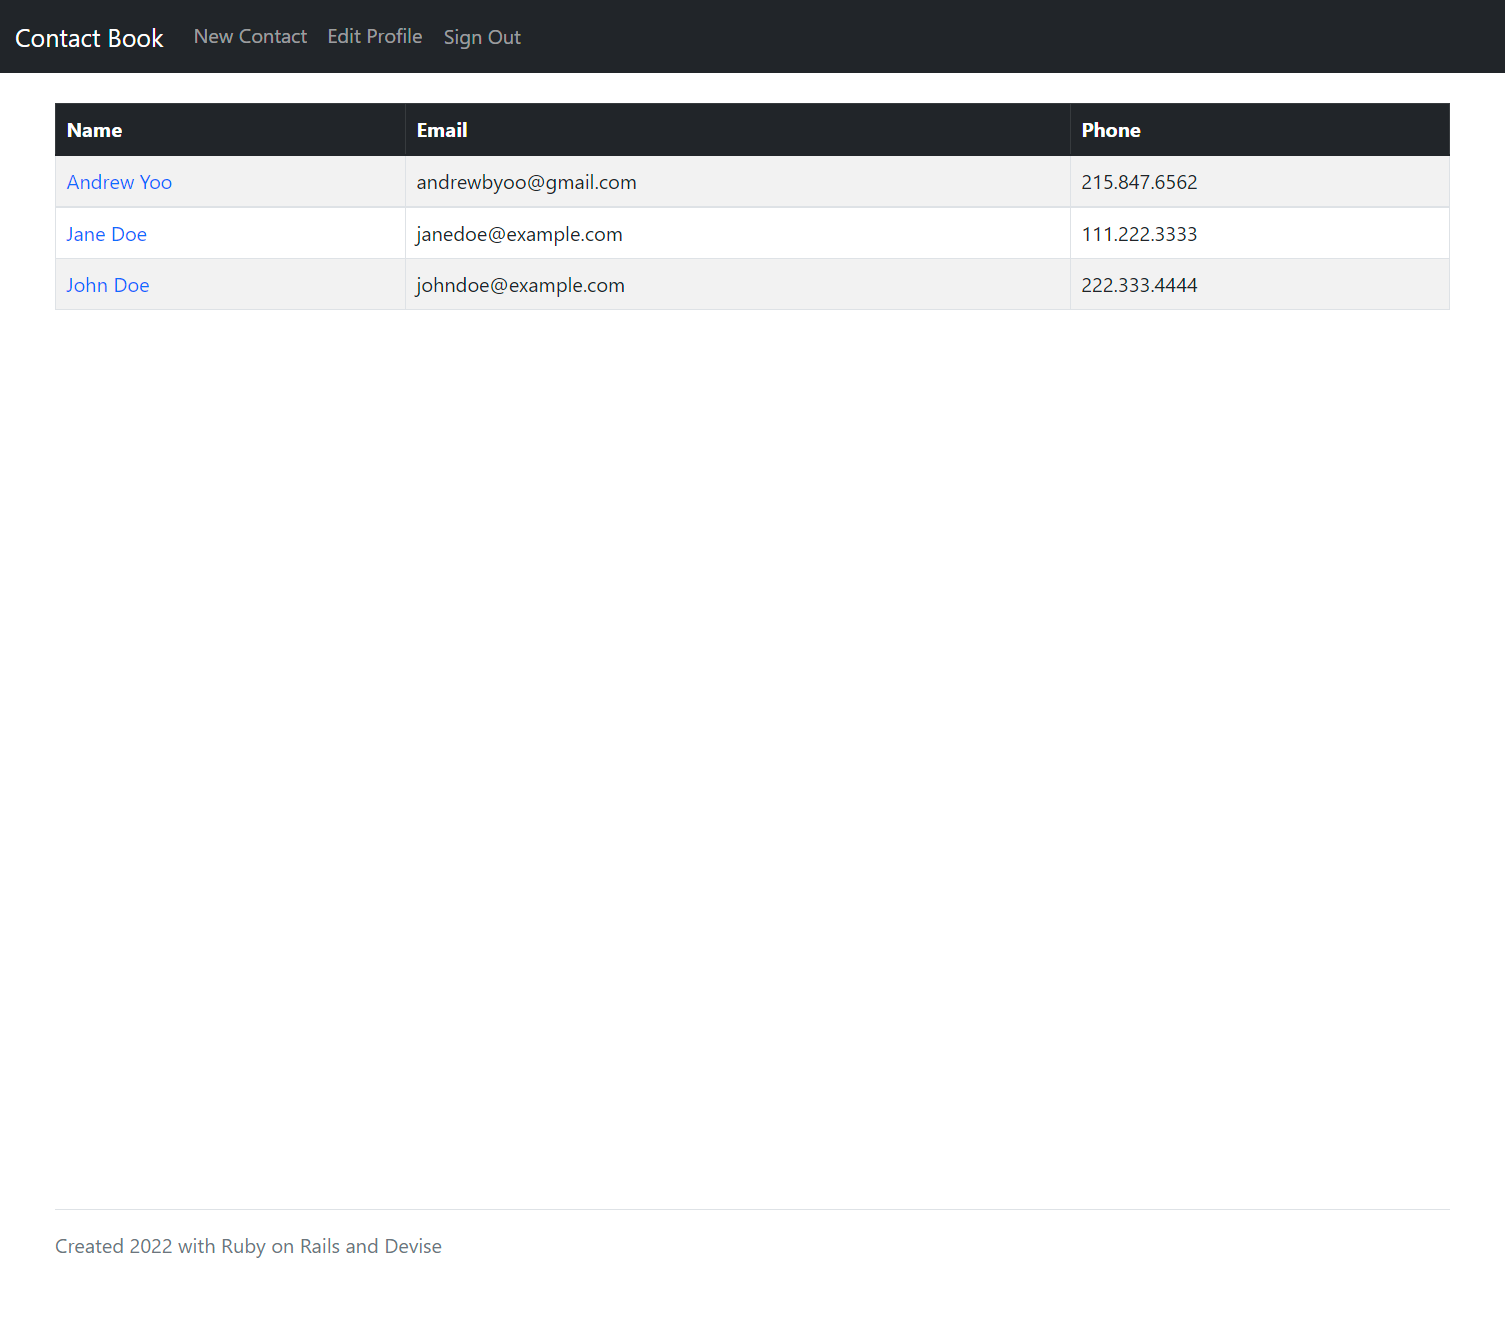 Contact Book New Contact Edit Profile Sign Out
Name Email Phone
Andrew Yoo andrewbyoo@gmail.com 215.847.6562
Jane Doe janedoe@example.com 111.222.3333
John Doe johndoe@example.com 222.333.4444
Created 2022 with Ruby on Rails and Devise